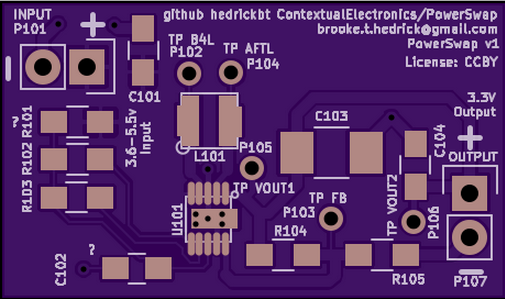 github hedrickbt ContextualElectronics/PowerSwap
brooke.t.hedrick@gmail.com
PowerSwap v1
License: CCBY
INPUT
P101
+
-
C101
TP B4L
P102
TP AFTL
P104
3.3V
Output
+
OUTPUT
-
P107
?
R101
R102
R103
3.6-5.5v
Input
L101
P105
TP VOUT1
U101
C103
C104
TP FB
P103
TP VOUT2
P106
R104
R105
?
C102